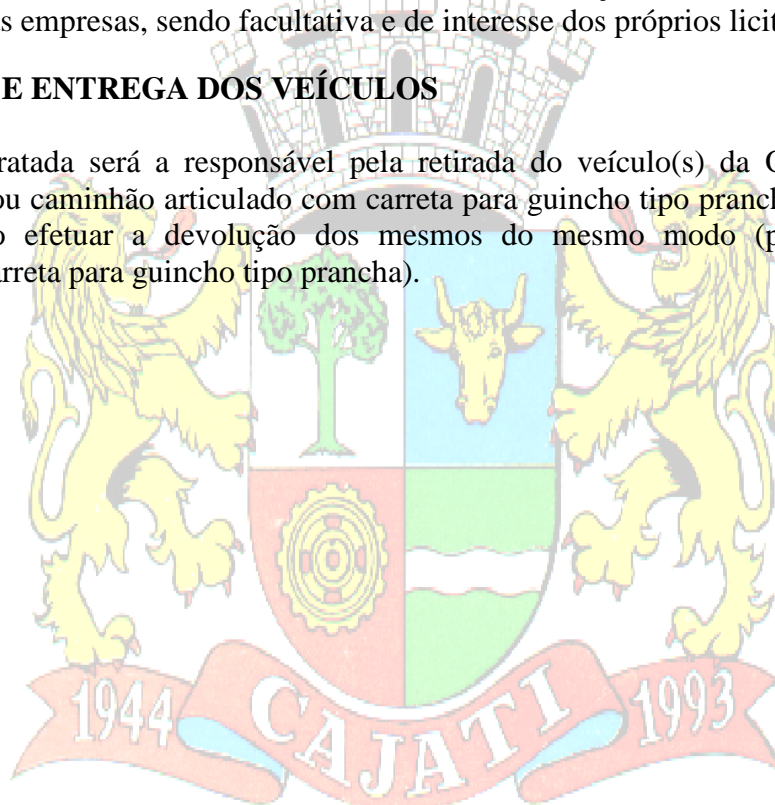 s empresas, sendo facultativa e de interesse dos próprios licit
E ENTREGA DOS VEÍCULOS
ratada será a responsável pela retirada do veículo(s) da
ou caminhão articulado com carreta para guincho tipo pranch
o efetuar a devolução dos mesmos do mesmo modo (p
arreta para guincho tipo prancha).
1944 CAJATI 1993